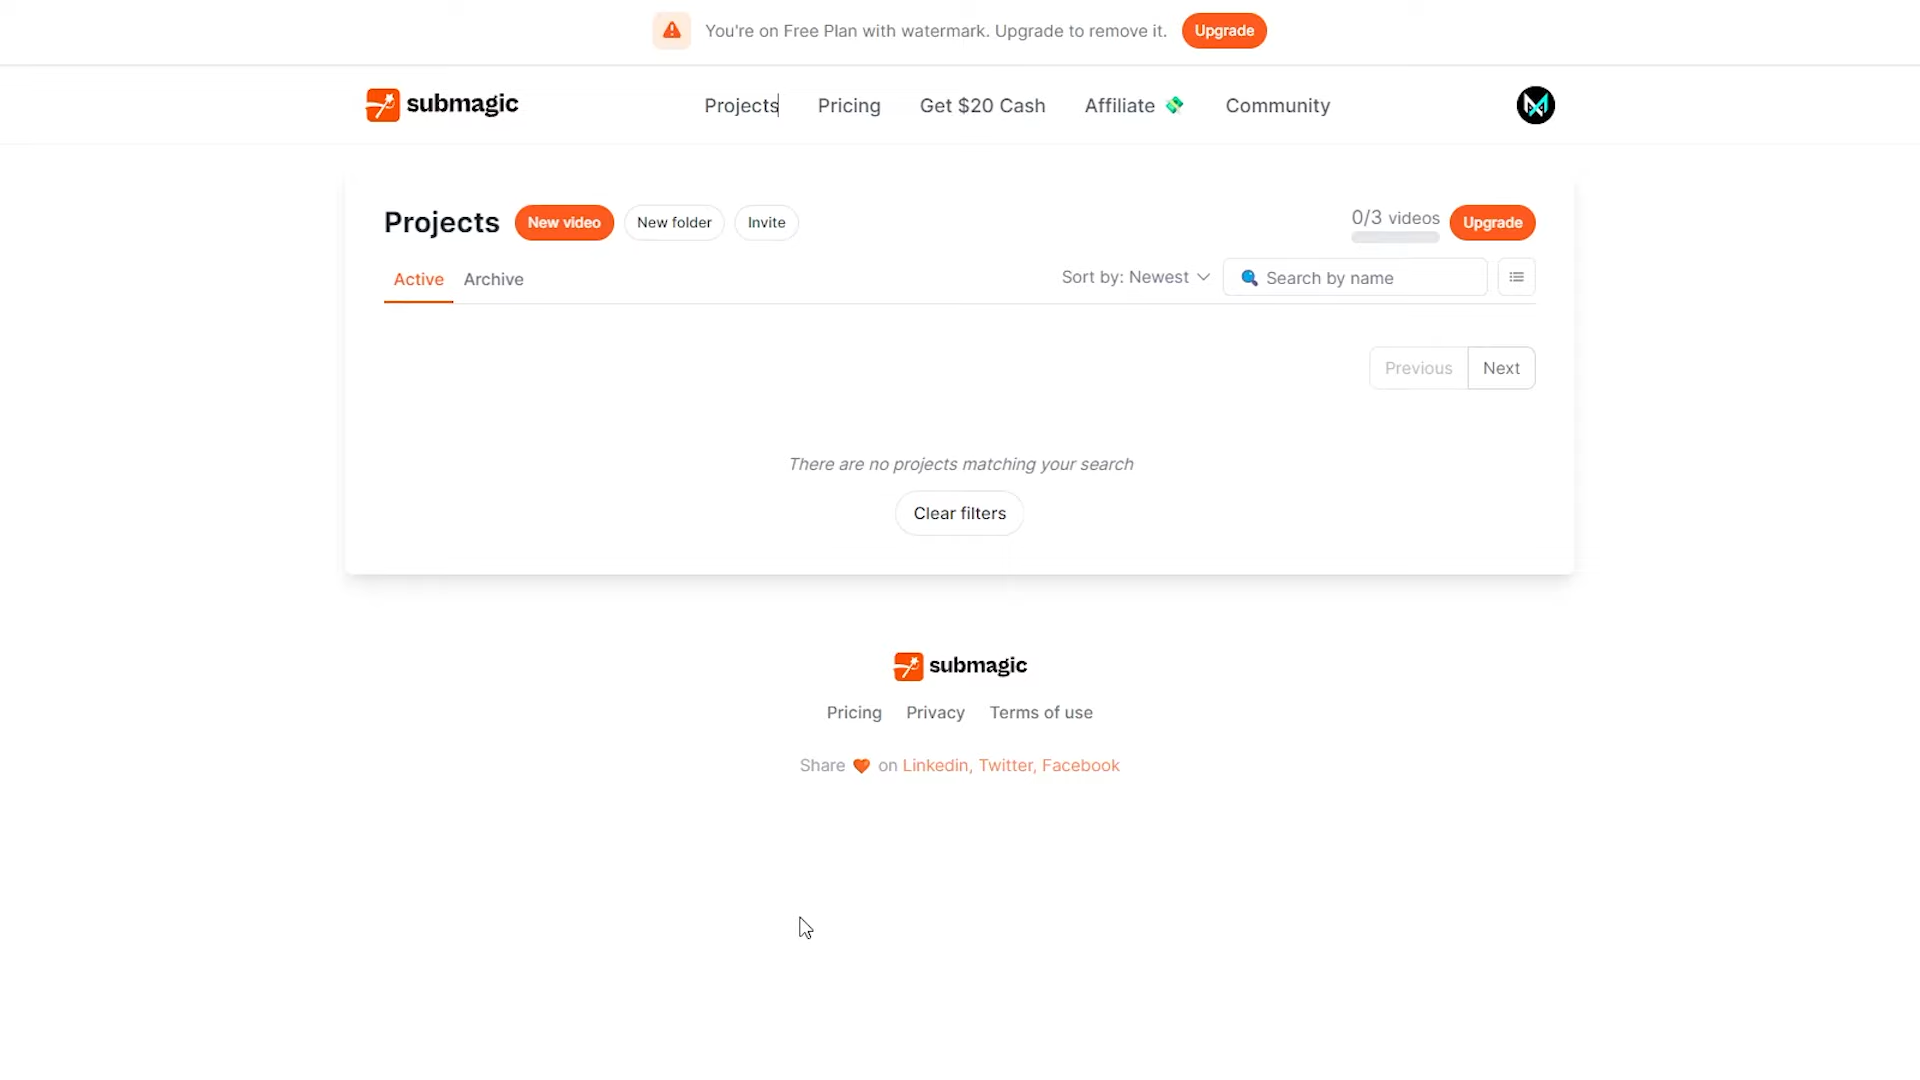 You're on Free Plan with watermark. Upgrade to remove it. Upgrade
submagic Projects Pricing Get $20 Cash Affiliate 💸 Community
Projects New video New folder Invite 0/3 videos Upgrade
Active Archive Sort by: Newest Search by name
Previous Next
There are no projects matching your search
Clear filters
submagic
Pricing Privacy Terms of use
Share 🧡 on Linkedin, Twitter, Facebook